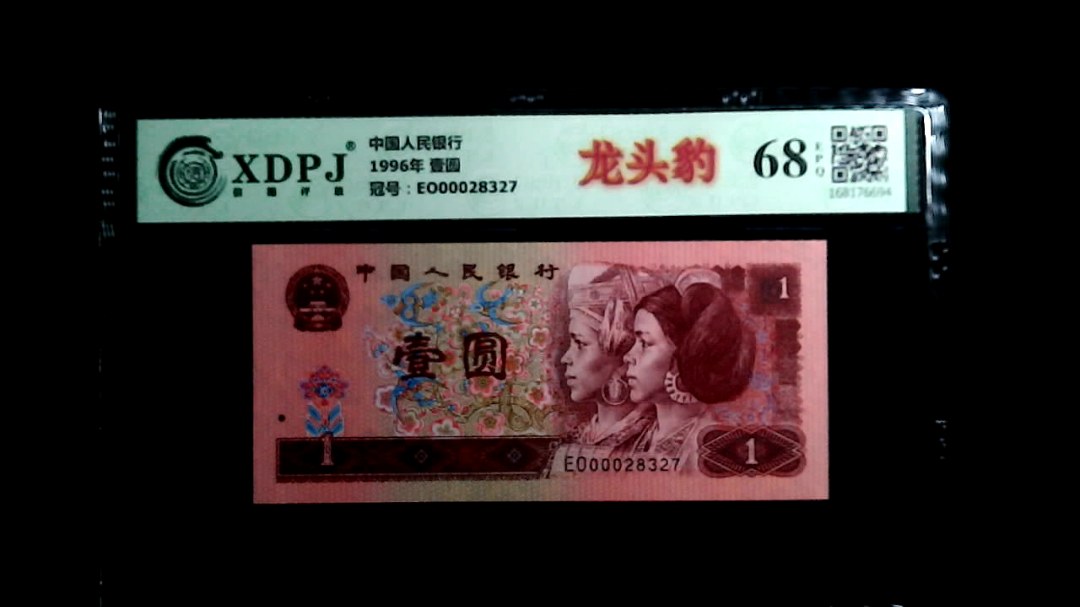 XDPJ®
中国人民银行
1996年 壹圆
冠号：EO00028327
龙头豹
68
EPQ
168176694
中国人民银行
1
壹圆
1
EO00028327
1